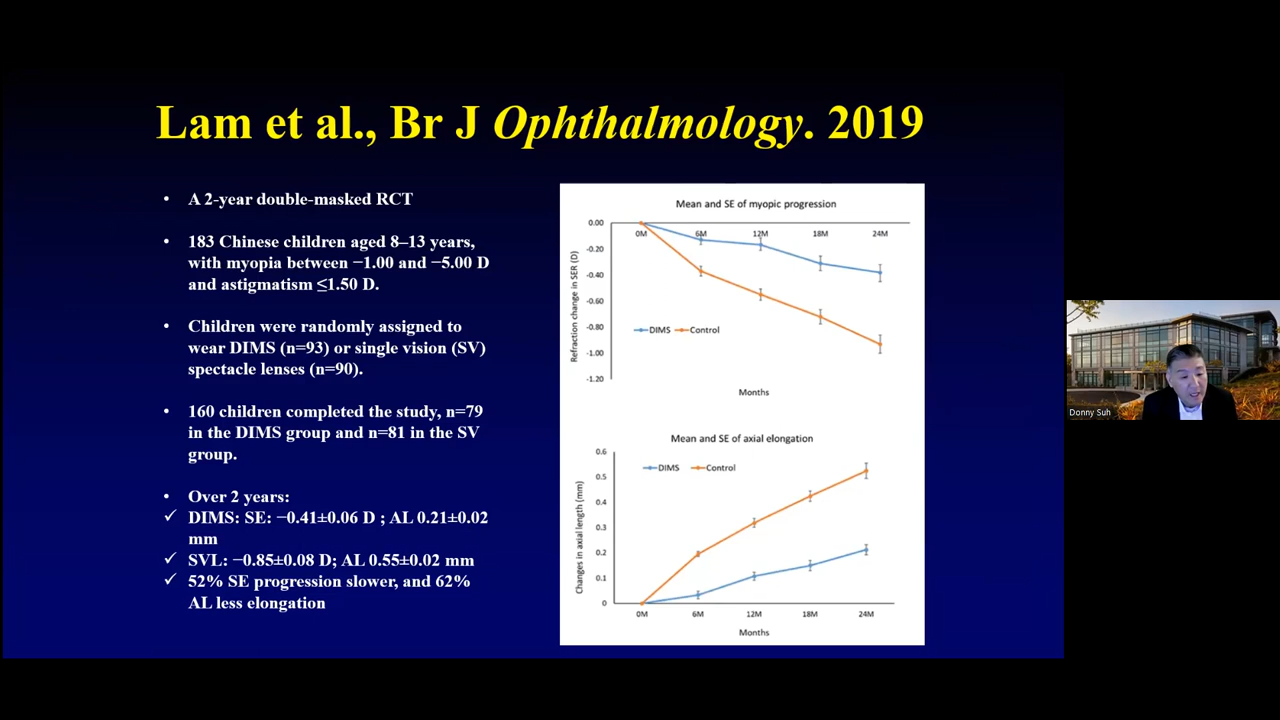 Lam et al., Br J Ophthalmology. 2019
• A 2-year double-masked RCT
• 183 Chinese children aged 8–13 years,
with myopia between −1.00 and −5.00 D
and astigmatism ≤1.50 D.
• Children were randomly assigned to
wear DIMS (n=93) or single vision (SV)
spectacle lenses (n=90).
• 160 children completed the study, n=79
in the DIMS group and n=81 in the SV
group.
• Over 2 years:
✓ DIMS: SE: −0.41±0.06 D ; AL 0.21±0.02
mm
✓ SVL: −0.85±0.08 D; AL 0.55±0.02 mm
✓ 52% SE progression slower, and 62%
AL less elongation
Mean and SE of myopic progression
0.00
0M 6M 12M 18M 24M
-0.20
-0.40
-0.60
-0.80
-1.00
-1.20
Refraction change in SER (D)
DIMS Control
Months
Mean and SE of axial elongation
0.6
0.5
0.4
0.3
0.2
0.1
0
Changes in axial length (mm)
DIMS Control
0M 6M 12M 18M 24M
Months
Donny Suh